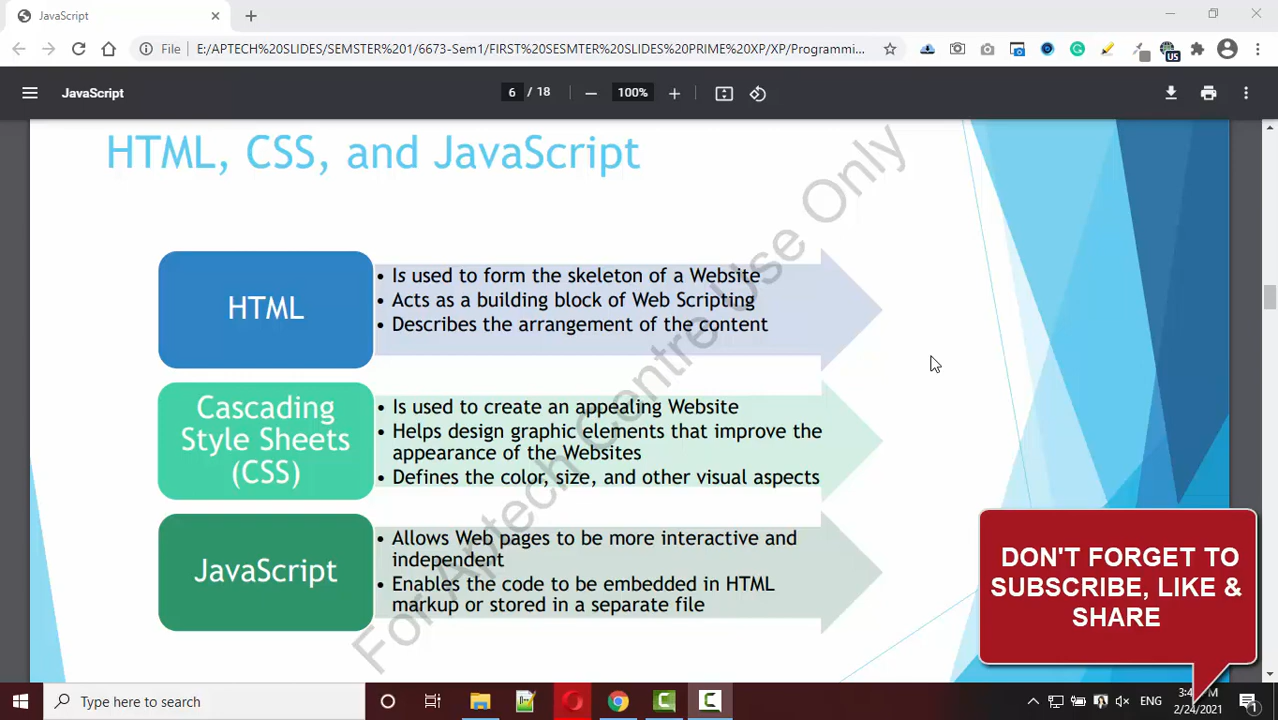 JavaScript
File
E:/APTECH%20SLIDES/SEMSTER%201/6673-Sem1/FIRST%20SESMTER%20SLIDES%20PRIME%20XP/XP/Programmi...
US
JavaScript
6 / 18
100%
HTML, CSS, and JavaScript
HTML
• Is used to form the skeleton of a Website
• Acts as a building block of Web Scripting
• Describes the arrangement of the content
Cascading
Style Sheets
(CSS)
• Is used to create an appealing Website
• Helps design graphic elements that improve the
appearance of the Websites
• Defines the color, size, and other visual aspects
JavaScript
• Allows Web pages to be more interactive and
independent
• Enables the code to be embedded in HTML
markup or stored in a separate file
For Aptech Centre Use Only
DON'T FORGET TO
SUBSCRIBE, LIKE &
SHARE
Type here to search
ENG
2/24/2021
1